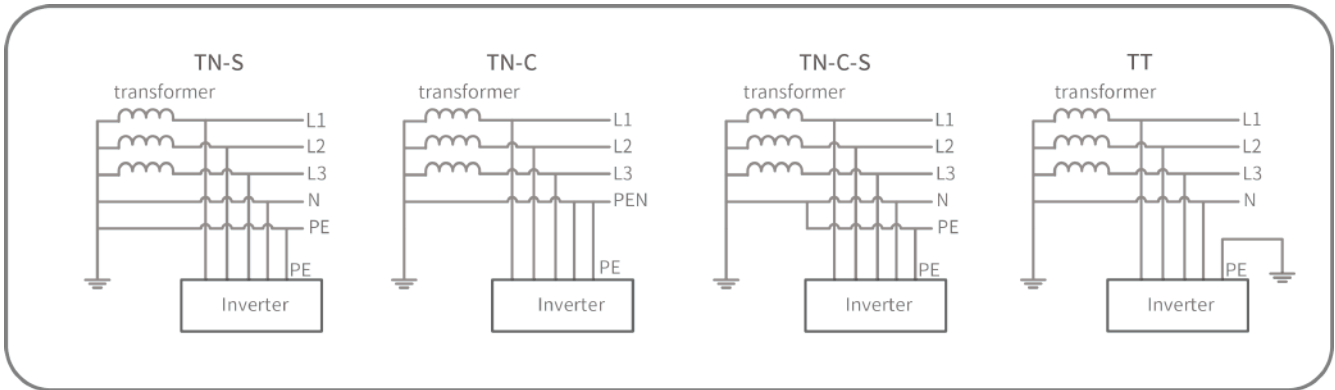 TN-S
transformer
L1
L2
L3
N
PE
PE
Inverter
TN-C
transformer
L1
L2
L3
PEN
PE
Inverter
TN-C-S
transformer
L1
L2
L3
N
PE
PE
Inverter
TT
transformer
L1
L2
L3
N
PE
Inverter